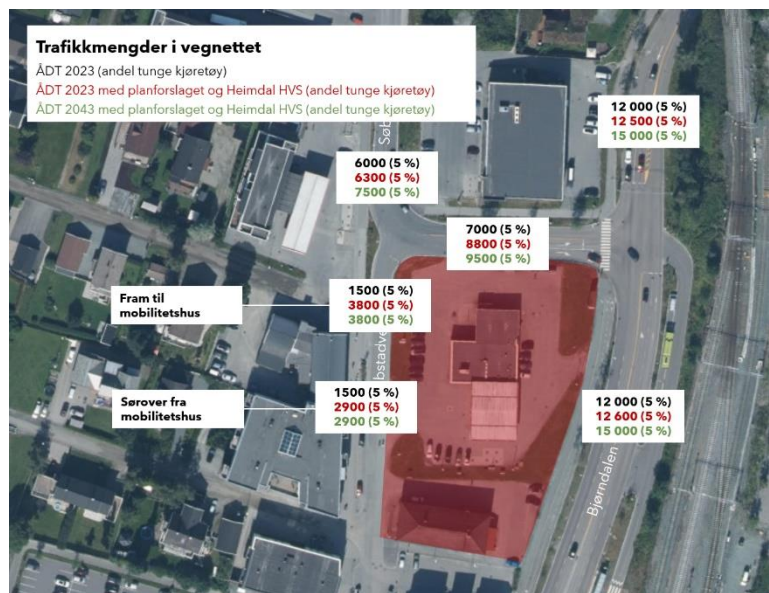 Trafikkmengder i vegnettet
ÅDT 2023 (andel tunge kjøretøy)
ÅDT 2023 med planforslaget og Heimdal HVS (andel tunge kjøretøy)
ÅDT 2043 med planforslaget og Heimdal HVS (andel tunge kjøretøy)
12 000 (5 %)
12 500 (5 %)
15 000 (5 %)
Søb
6000 (5 %)
6300 (5 %)
7500 (5 %)
7000 (5 %)
8800 (5 %)
9500 (5 %)
Fram til
mobilitetshus
1500 (5 %)
3800 (5 %)
3800 (5 %)
bstadve
Sørover fra
mobilitetshus
1500 (5 %)
2900 (5 %)
2900 (5 %)
12 000 (5 %)
12 600 (5 %)
15 000 (5 %)
Bjørndalen